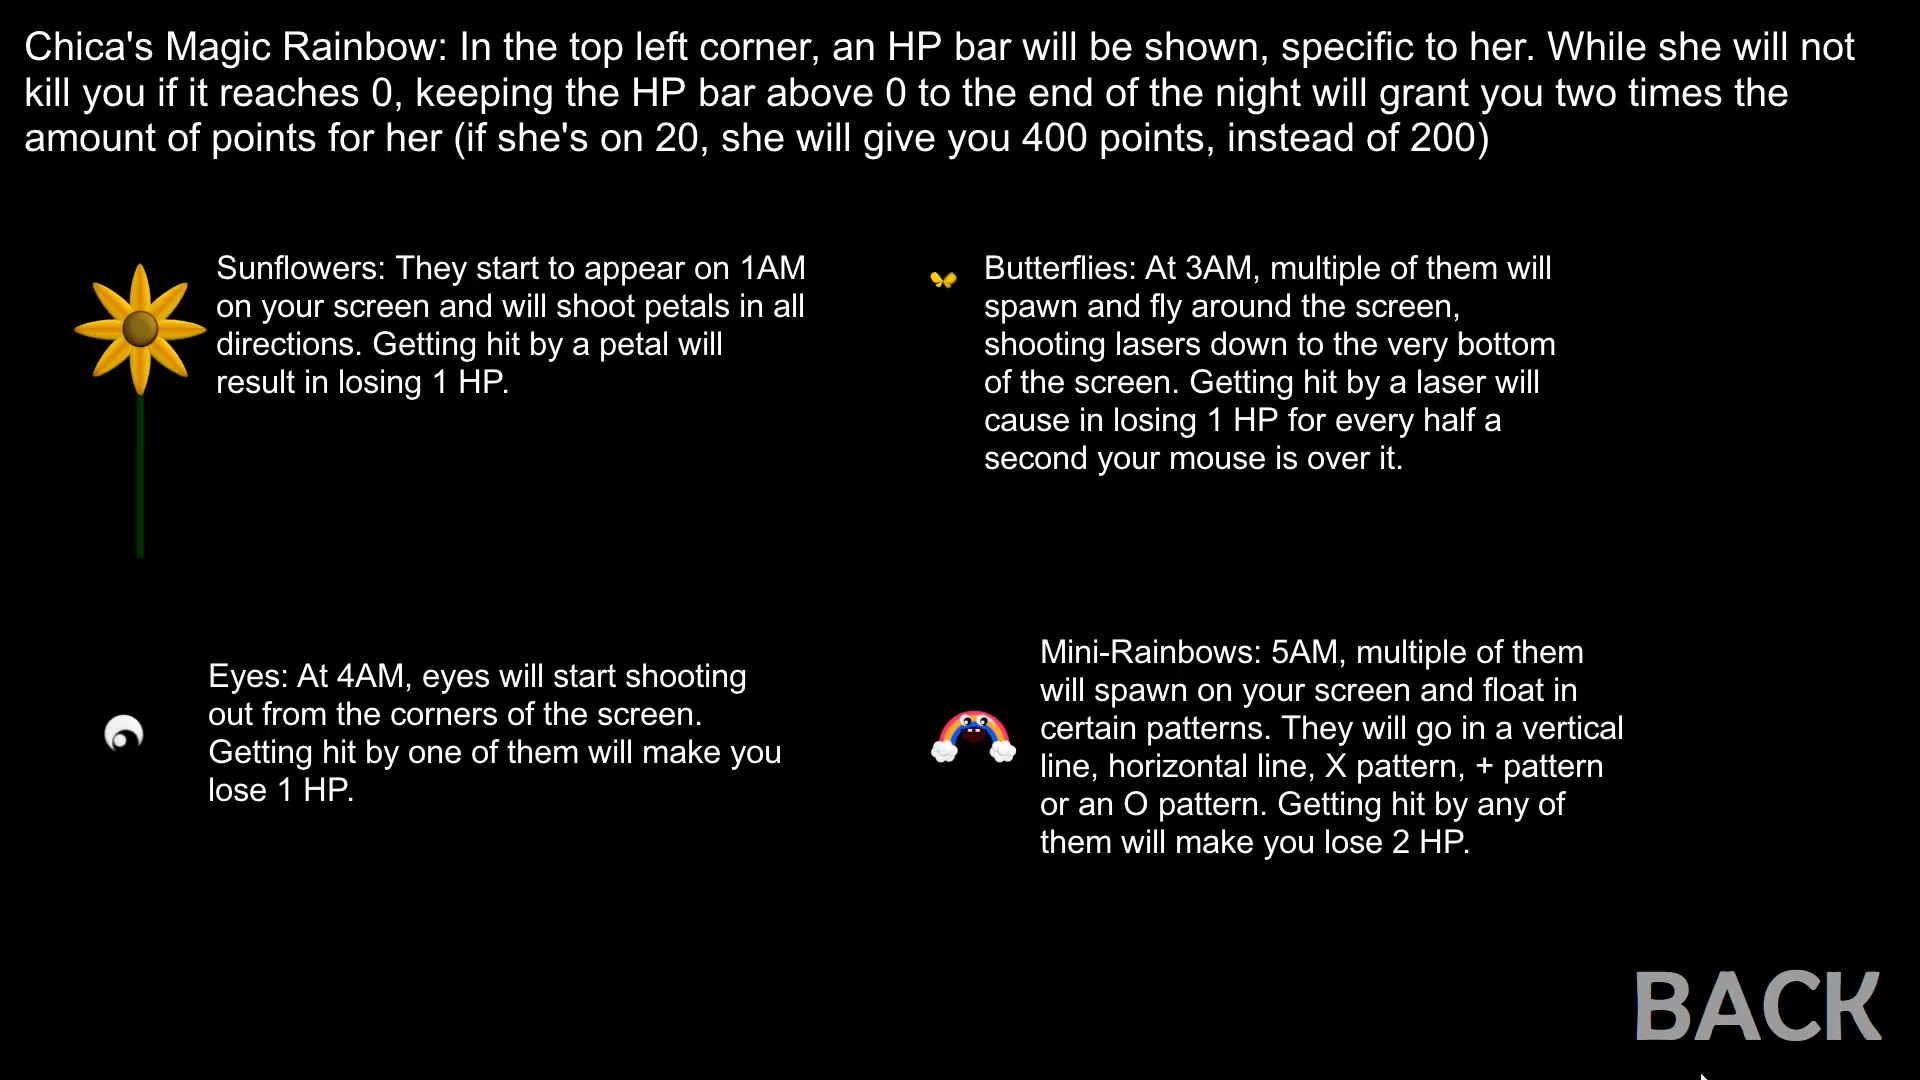 Chica's Magic Rainbow: In the top left corner, an HP bar will be shown, specific to her. While she will not
kill you if it reaches 0, keeping the HP bar above 0 to the end of the night will grant you two times the
amount of points for her (if she's on 20, she will give you 400 points, instead of 200)
Sunflowers: They start to appear on 1AM
on your screen and will shoot petals in all
directions. Getting hit by a petal will
result in losing 1 HP.
Butterflies: At 3AM, multiple of them will
spawn and fly around the screen,
shooting lasers down to the very bottom
of the screen. Getting hit by a laser will
cause in losing 1 HP for every half a
second your mouse is over it.
Eyes: At 4AM, eyes will start shooting
out from the corners of the screen.
Getting hit by one of them will make you
lose 1 HP.
Mini-Rainbows: 5AM, multiple of them
will spawn on your screen and float in
certain patterns. They will go in a vertical
line, horizontal line, X pattern, + pattern
or an O pattern. Getting hit by any of
them will make you lose 2 HP.
BACK